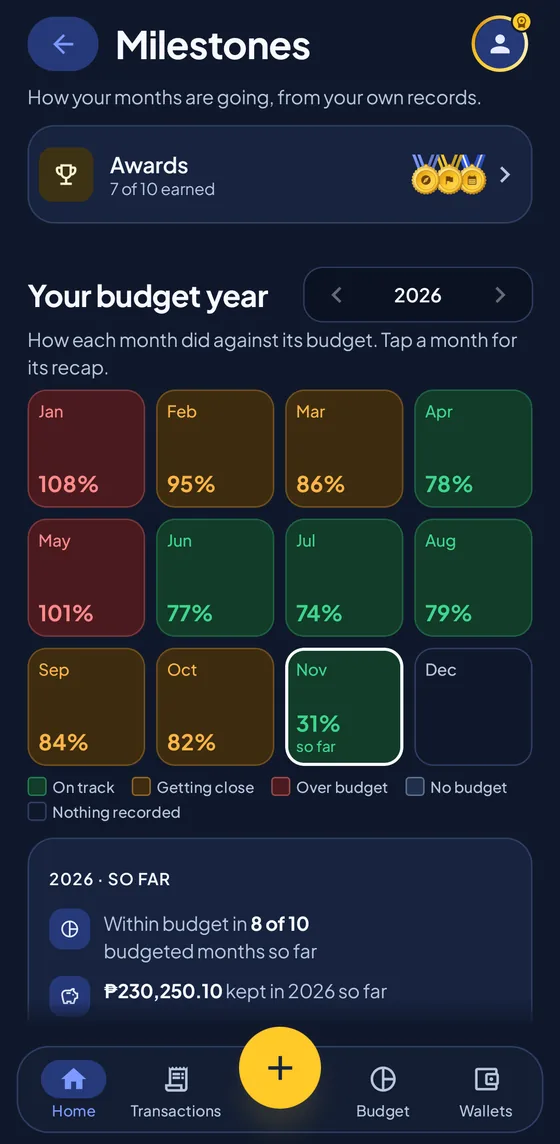 Milestones
How your months are going, from your own records.
Awards
7 of 10 earned
Your budget year
2026
How each month did against its budget. Tap a month for
its recap.
Jan
Feb
Mar
Apr
108%
95%
86%
78%
May
Jun
Jul
Aug
101%
77%
74%
79%
Sep
Oct
Nov
Dec
84%
82%
31%
so far
On track
Getting close
Over budget
No budget
Nothing recorded
2026 · SO FAR
Within budget in 8 of 10
budgeted months so far
₱230,250.10 kept in 2026 so far
Home
Transactions
Budget
Wallets